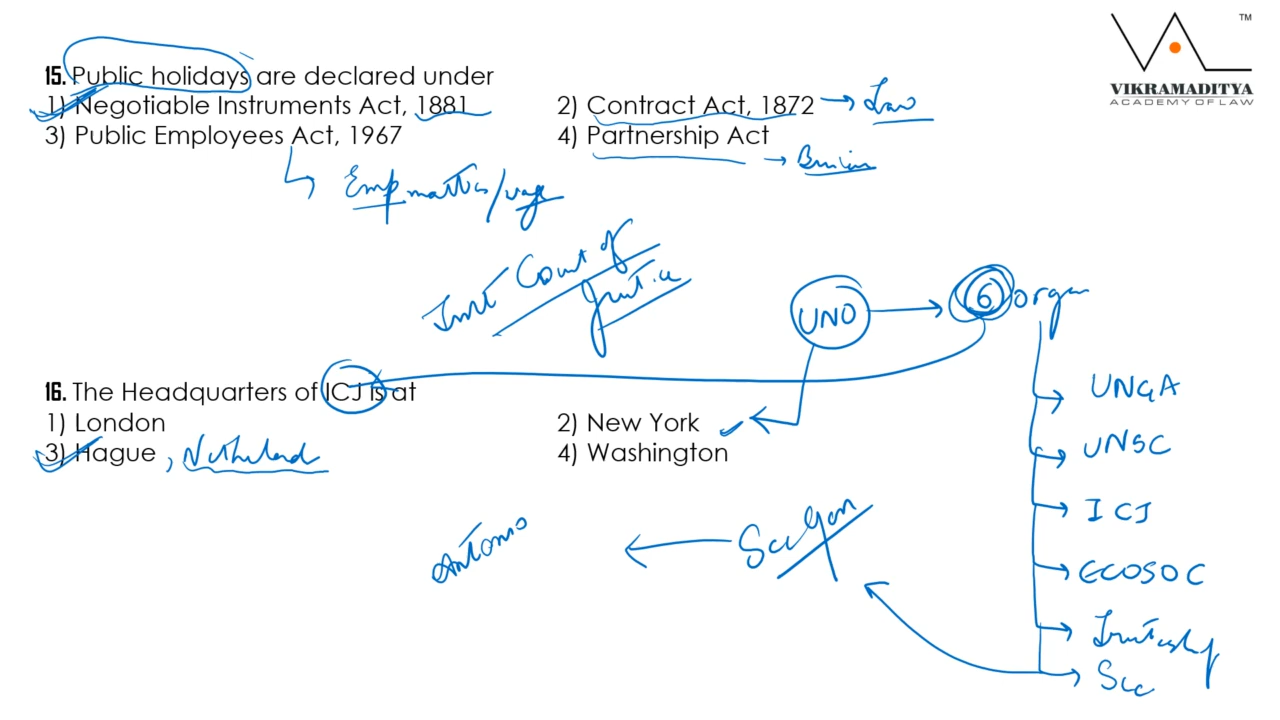 TM
VIKRAMADITYA
ACADEMY OF LAW
15. Public holidays are declared under
1) Negotiable Instruments Act, 1881
2) Contract Act, 1872 → Law
3) Public Employees Act, 1967
4) Partnership Act
Emp matters/wage
Court of
Justice
UNO → 6 organ
16. The Headquarters of ICJ is at
1) London
2) New York
3) Hague, Netherland
4) Washington
UNGA
UNSC
ICJ
ECOSOC
Sec
Sec Gen
Antonio